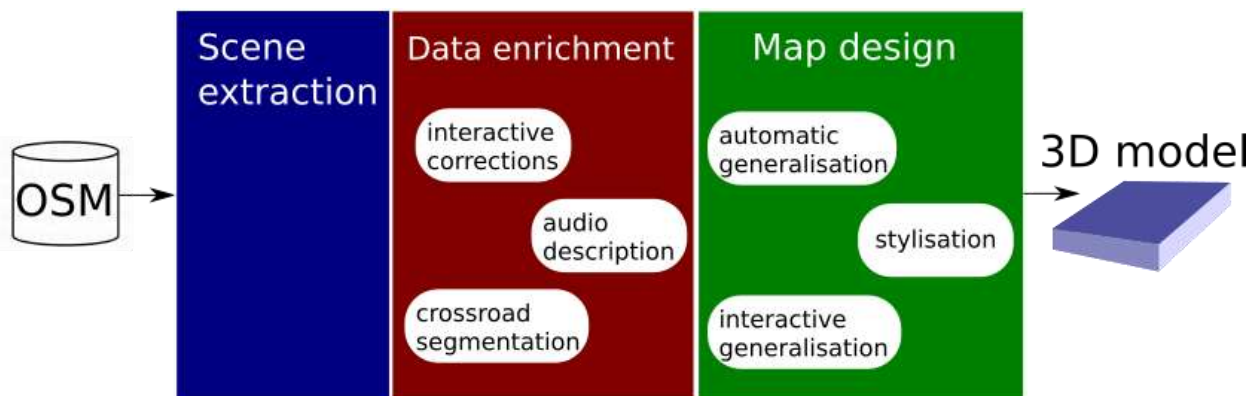 OSM
Scene
extraction
Data enrichment
interactive
corrections
audio
description
crossroad
segmentation
Map design
automatic
generalisation
stylisation
interactive
generalisation
3D model